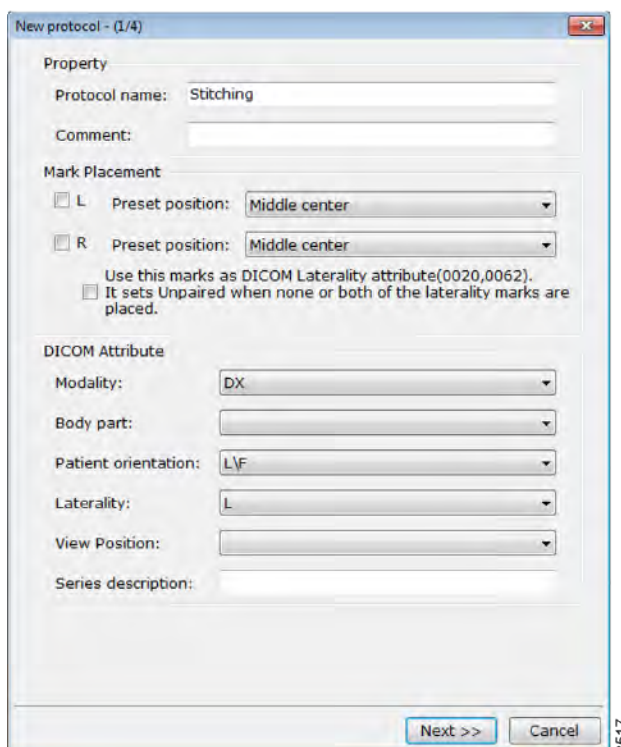 New protocol - (1/4)
Property
Protocol name: Stitching
Comment:
Mark Placement
L Preset position: Middle center
R Preset position: Middle center
Use this marks as DICOM Laterality attribute(0020,0062).
It sets Unpaired when none or both of the laterality marks are
placed.
DICOM Attribute
Modality: DX
Body part:
Patient orientation: L\F
Laterality: L
View Position:
Series description:
Next >> Cancel
517